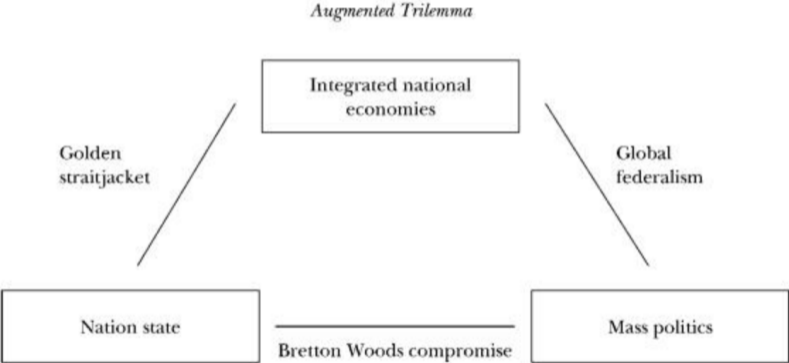 Augmented Trilemma
Integrated national
economies
Golden
straitjacket
Global
federalism
Nation state
Mass politics
Bretton Woods compromise